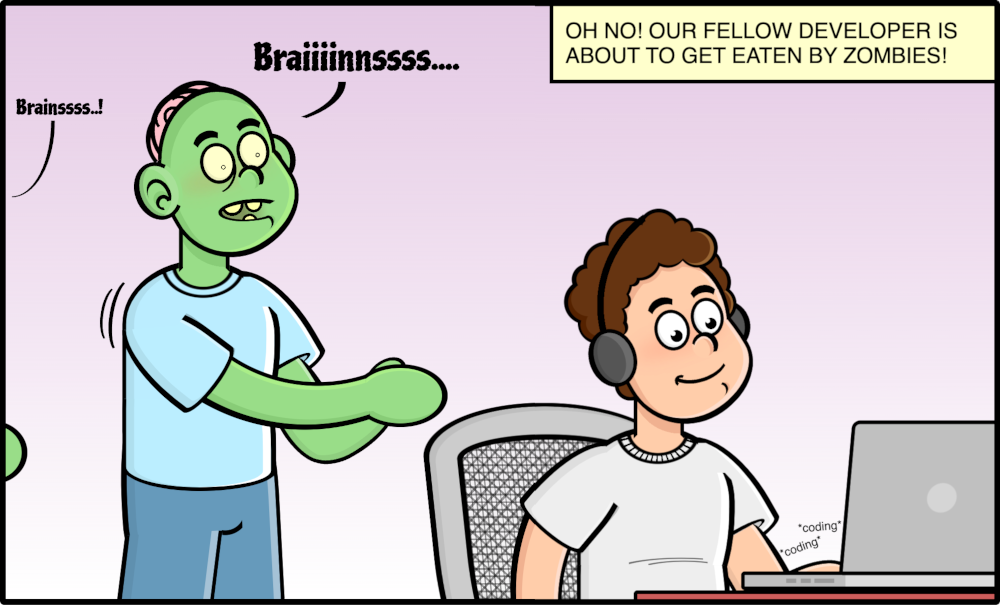 OH NO! OUR FELLOW DEVELOPER IS
ABOUT TO GET EATEN BY ZOMBIES!
Braiiiinnssss....
Brainssss..!
*coding*
*coding*